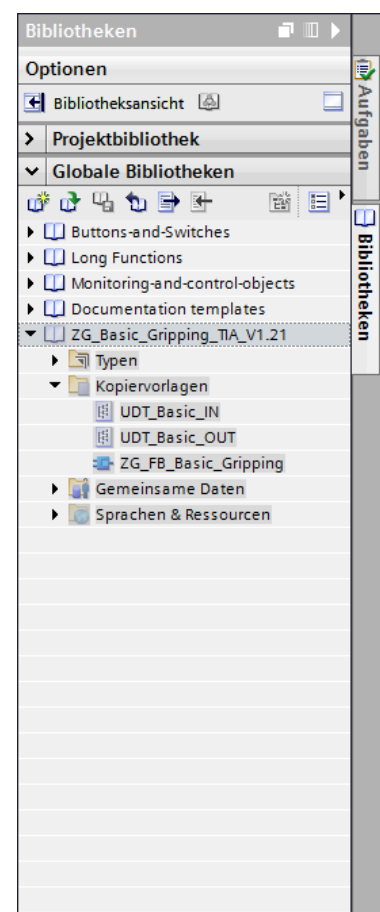 Bibliotheken
Optionen
Bibliotheksansicht
Projektbibliothek
Globale Bibliotheken
Buttons-and-Switches
Long Functions
Monitoring-and-control-objects
Documentation templates
ZG_Basic_Gripping_TIA_V1.21
Typen
Kopiervorlagen
UDT_Basic_IN
UDT_Basic_OUT
ZG_FB_Basic_Gripping
Gemeinsame Daten
Sprachen & Ressourcen
Aufgaben
Bibliotheken